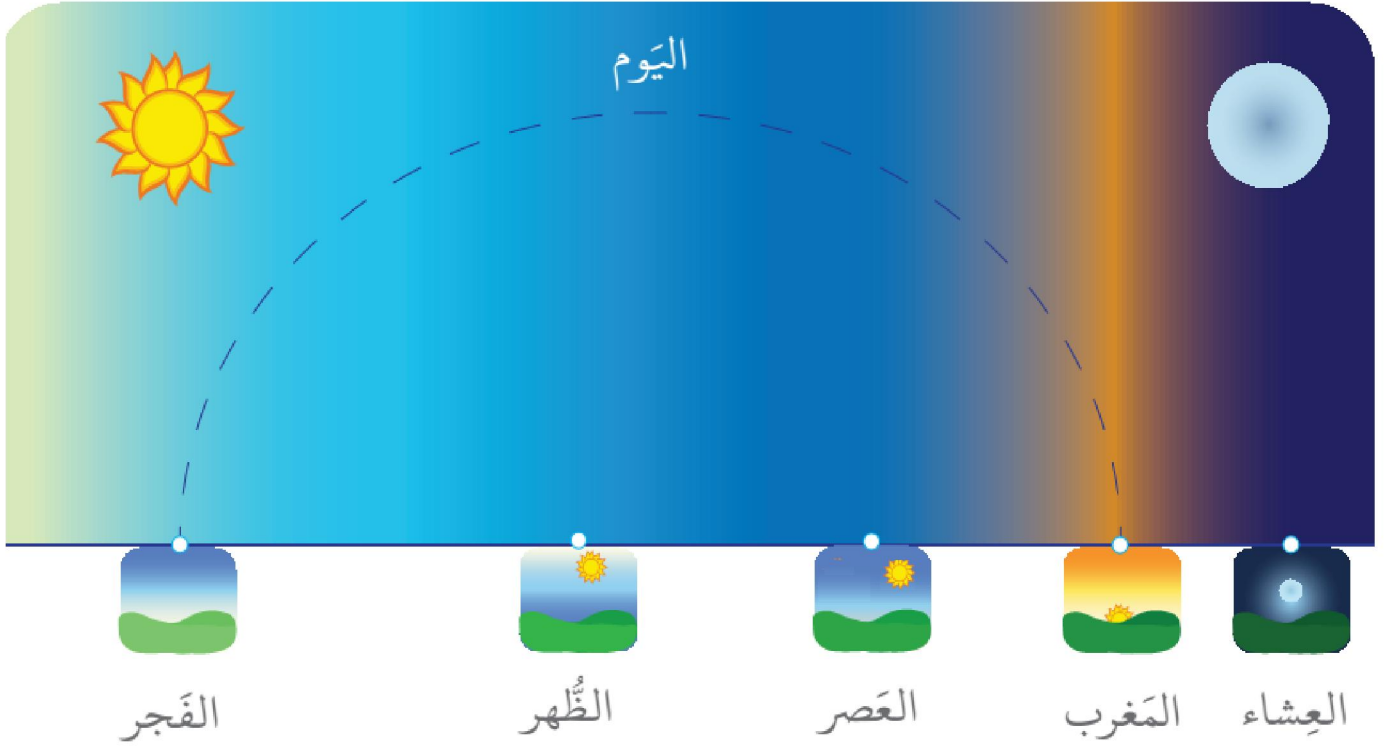 اليَوم
العِشاء
المَغرب
العَصر
الظُّهر
الفَجر